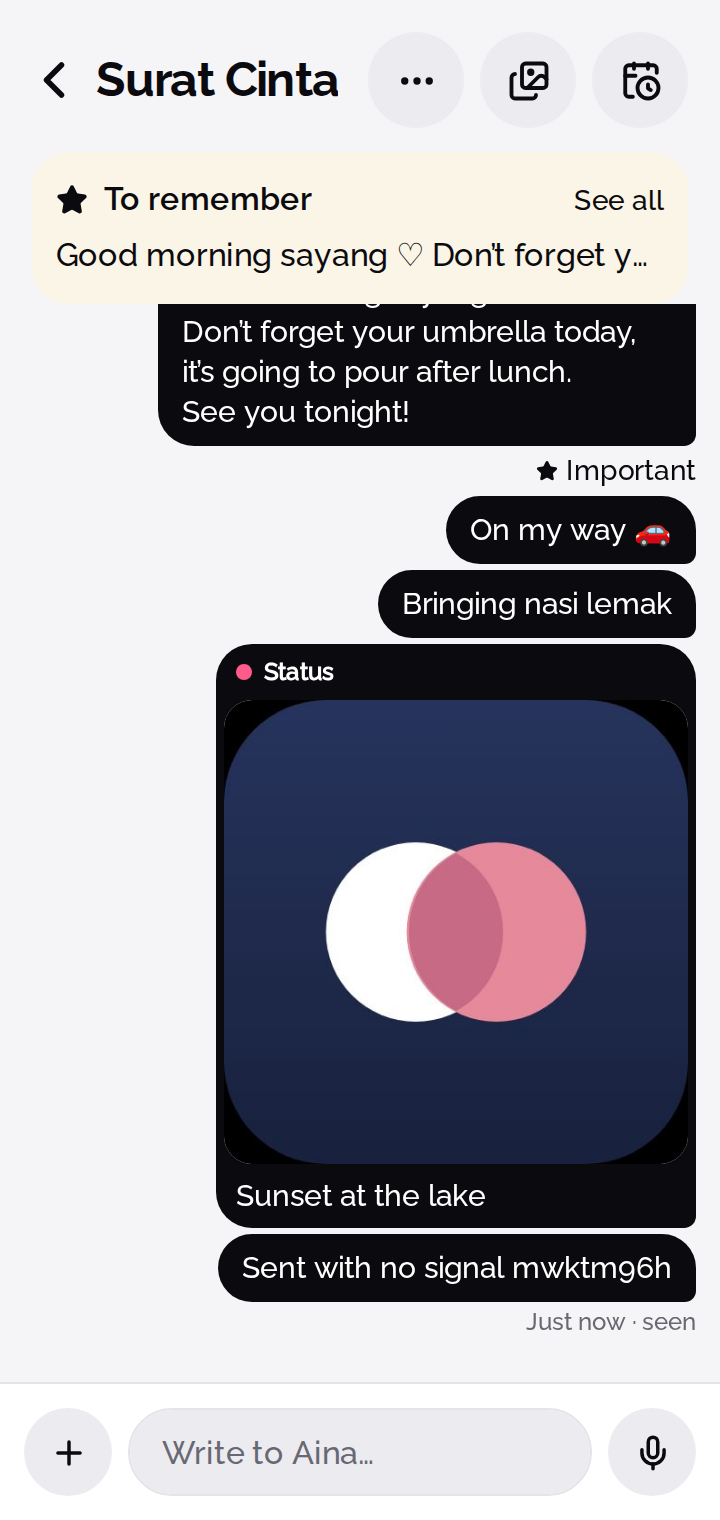 Surat Cinta
To remember
See all
Good morning sayang ♡ Don't forget y…
Don't forget your umbrella today,
it's going to pour after lunch.
See you tonight!
Important
On my way 🚗
Bringing nasi lemak
Status
Sunset at the lake
Sent with no signal mwktm96h
Just now · seen
Write to Aina…